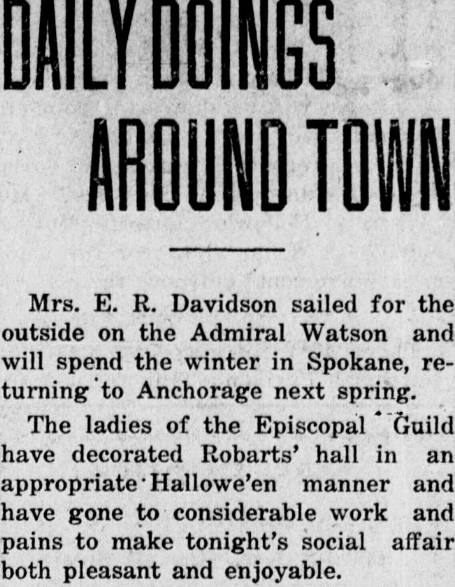 DAILY DOINGS
AROUND TOWN
Mrs. E. R. Davidson sailed for the
outside on the Admiral Watson and
will spend the winter in Spokane, re-
turning to Anchorage next spring.
The ladies of the Episcopal Guild
have decorated Robarts' hall in an
appropriate Hallowe'en manner and
have gone to considerable work and
pains to make tonight's social affair
both pleasant and enjoyable.